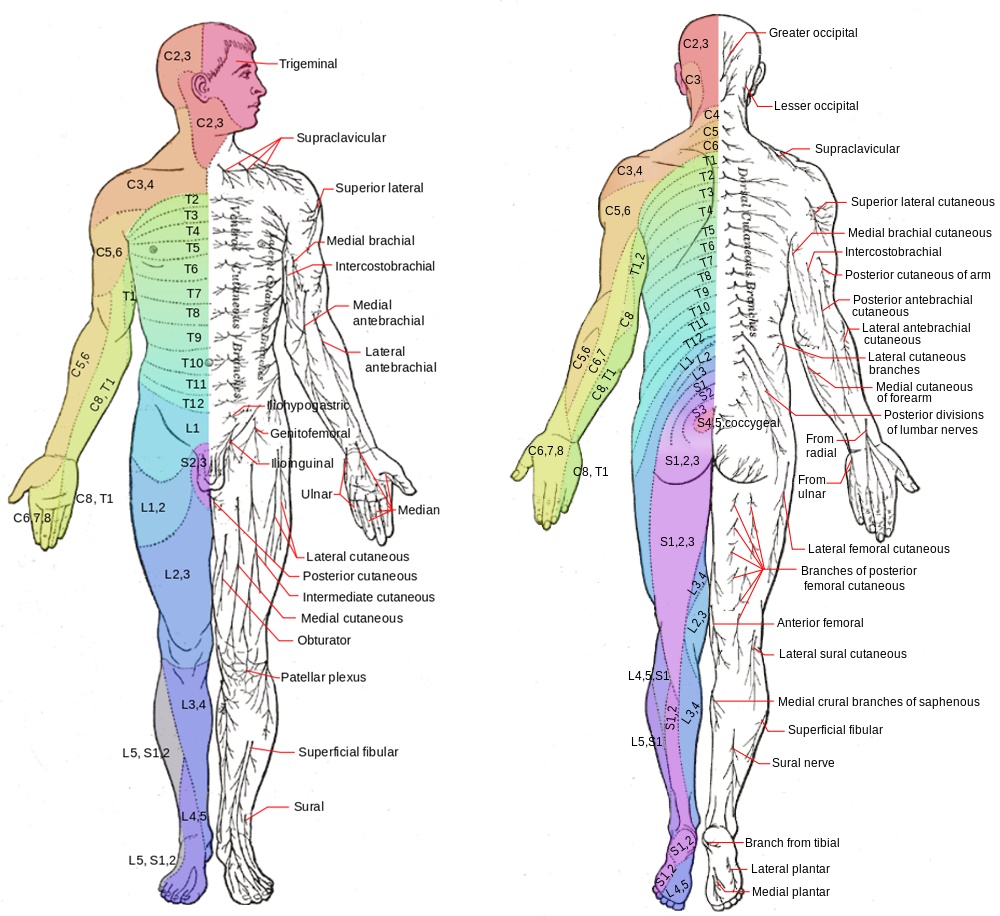 C2,3
Trigeminal
C2,3
Supraclavicular
C3,4
Superior lateral
T2
T3
T4
Medial brachial
C5,6
T5
Intercostobrachial
T6
T1
T7
Medial
antebrachial
T8
T9
Lateral
antebrachial
C5,6
T10
T11
C8, T1
T12
Iliohypogastric
L1
Genitofemoral
S2,3
Ilioinguinal
Ulnar
C8, T1
Median
L1,2
C6,7,8
Lateral cutaneous
L2,3
Posterior cutaneous
Intermediate cutaneous
Medial cutaneous
Obturator
Patellar plexus
L3,4
L5, S1,2
Superficial fibular
Sural
L4,5
L5, S1,2
Ventral Cutaneous Branches
Lateral Cutaneous Branches
Greater occipital
C2,3
C3
Lesser occipital
C4
C5
C6
Supraclavicular
T1
C3,4
T2
T3
Superior lateral cutaneous
C5,6
T4
T5
Medial brachial cutaneous
T6
Intercostobrachial
T1,2
T7
T8
Posterior cutaneous of arm
T9
Posterior antebrachial
cutaneous
T10
C8
T11
Lateral antebrachial
cutaneous
T12
C5,6
C6,7
L1
L2
Lateral cutaneous
branches
L3
C8, T1
Medial cutaneous
of forearm
S1
S2
S3
Posterior divisions
of lumbar nerves
S4,5,coccygeal
From
radial
C6,7,8
S1,2,3
C8, T1
From
ulnar
S1,2,3
Lateral femoral cutaneous
Branches of posterior
femoral cutaneous
L3,4
L2,3
Anterior femoral
Lateral sural cutaneous
L4,5,S1
Medial crural branches of saphenous
S1,2
L3,4
Superficial fibular
L5,S1
Sural nerve
S1,2
Branch from tibial
Lateral plantar
S1,2
L4,5
Medial plantar
Dorsal Cutaneous Branches